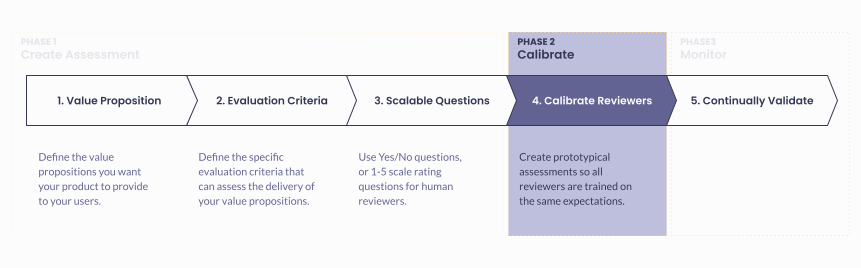 PHASE 1
Create Assessment
PHASE 2
Calibrate
PHASE3
Monitor
1. Value Proposition
2. Evaluation Criteria
3. Scalable Questions
4. Calibrate Reviewers
5. Continually Validate
Define the value
propositions you want
your product to provide
to your users.
Define the specific
evaluation criteria that
can assess the delivery of
your value propositions.
Use Yes/No questions,
or 1-5 scale rating
questions for human
reviewers.
Create prototypical
assessments so all
reviewers are trained on
the same expectations.